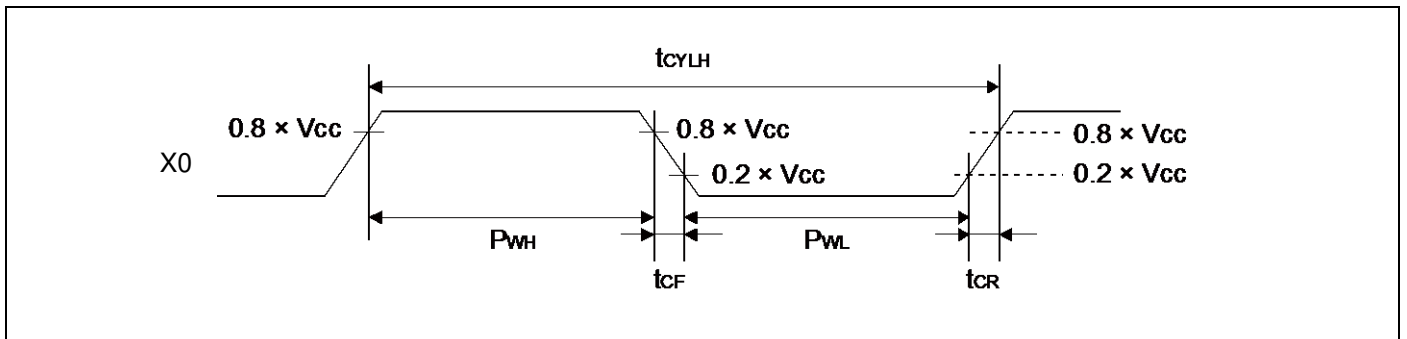 tCYLH
0.8 × Vcc
0.8 × Vcc
0.8 × Vcc
X0
0.2 × Vcc
0.2 × Vcc
PWH
PWL
tCF
tCR